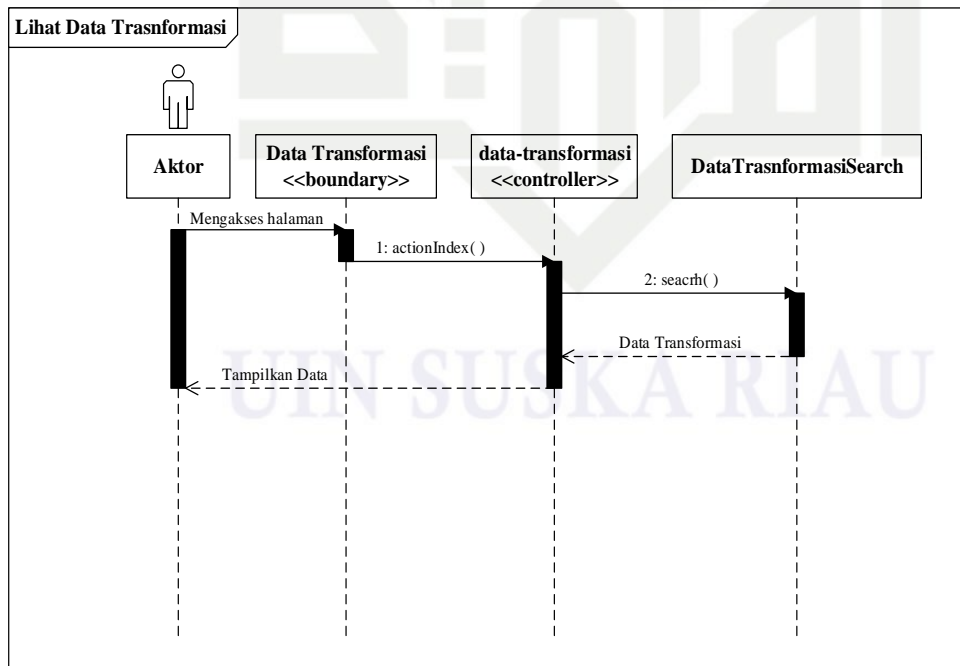 Lihat Data Trasnformasi
Aktor
Data Transformasi
<<boundary>>
data-transformasi
<<controller>>
DataTrasnformasiSearch
Mengakses halaman
1: actionIndex( )
2: seacrh( )
Data Transformasi
Tampilkan Data
UIN SUSKA RIAU